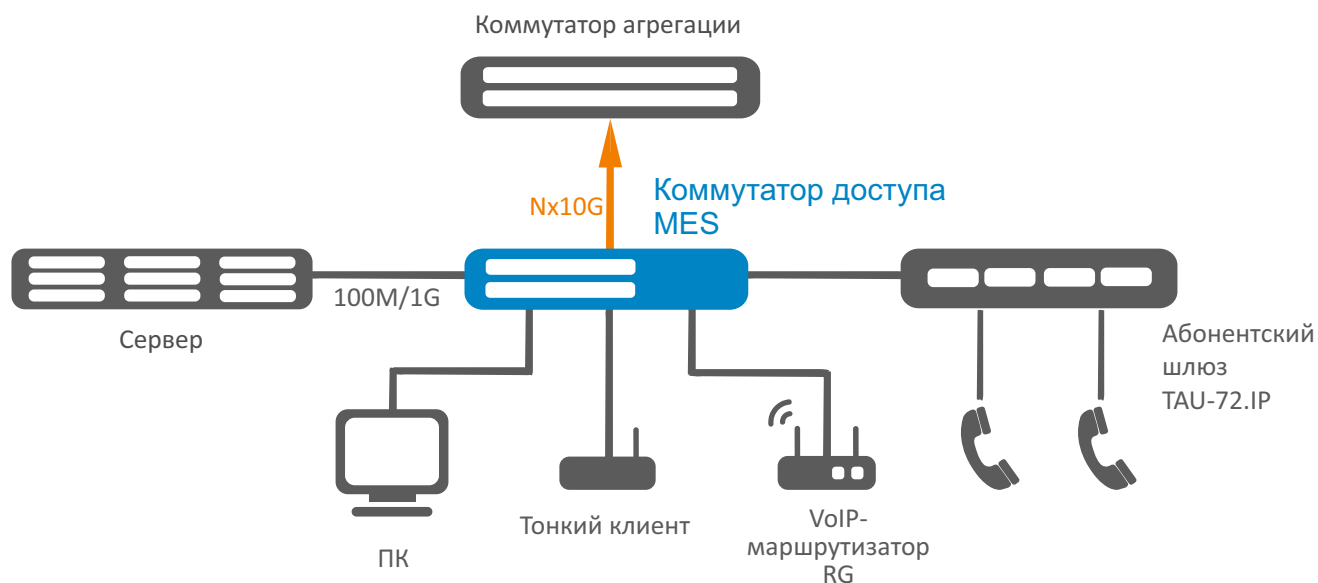 Коммутатор агрегации
Nx10G
Коммутатор доступа
MES
100M/1G
Сервер
Абонентский
шлюз
TAU-72.IP
ПК
Тонкий клиент
VoIP-
маршрутизатор
RG